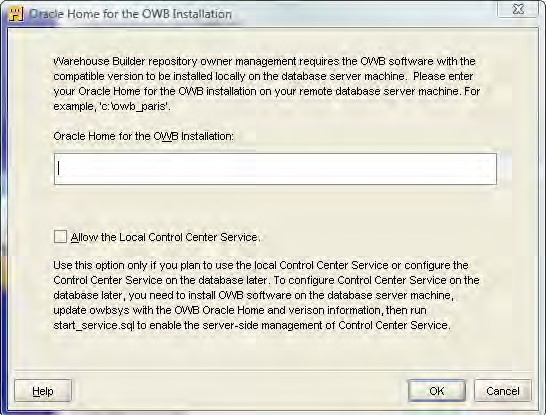 Oracle Home for the OWB Installation
Warehouse Builder repository owner management requires the OWB software with the
compatible version to be installed locally on the database server machine. Please enter
your Oracle Home for the OWB installation on your remote database server machine. For
example, 'c:\owb_paris'.
Oracle Home for the OWB Installation:
Allow the Local Control Center Service.
Use this option only if you plan to use the local Control Center Service or configure the
Control Center Service on the database later. To configure Control Center Service on the
database later, you need to install OWB software on the database server machine,
update owbsys with the OWB Oracle Home and verison information, then run
start_service.sql to enable the server-side management of Control Center Service.
Help
OK
Cancel